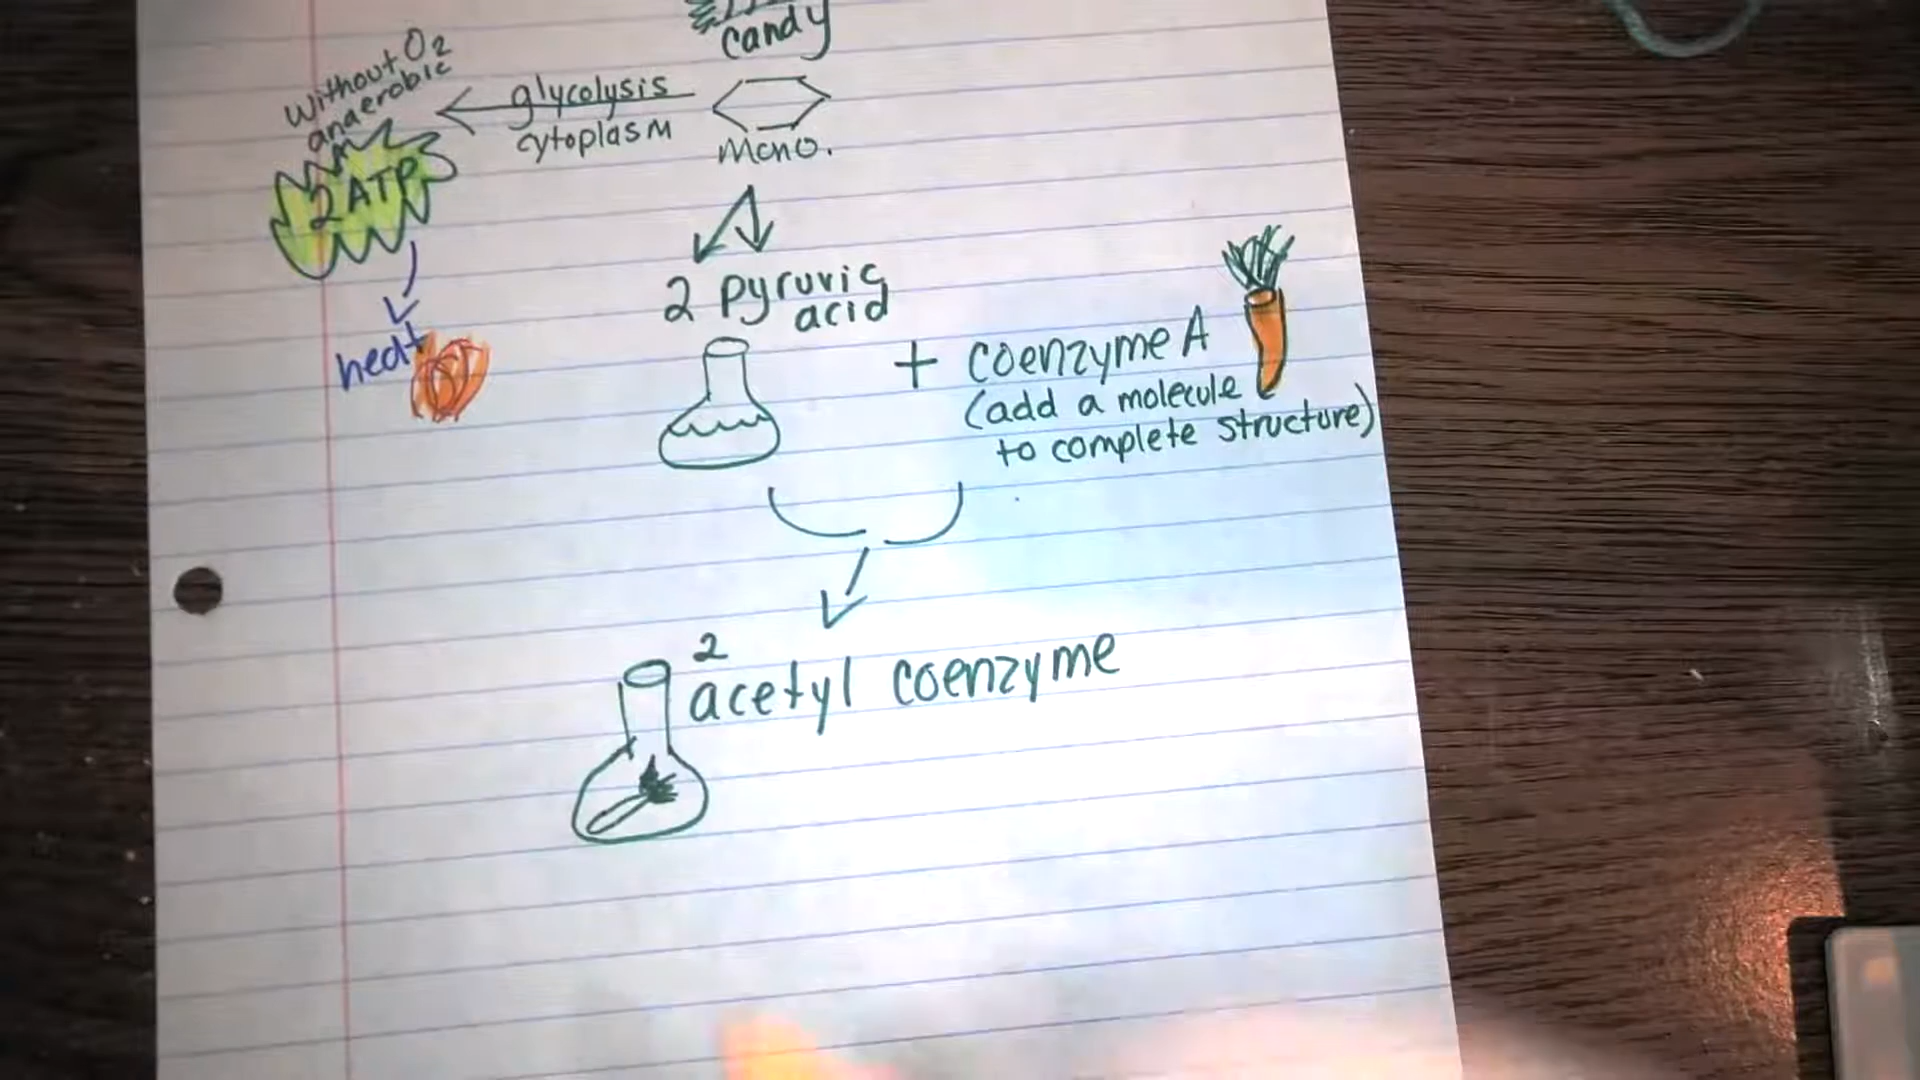 candy
without O2
anaerobic
glycolysis
cytoplasm
Mono.
2 ATP
heat
2 pyruvic
acid
+ coenzyme A
(add a molecule
to complete structure)
2
acetyl coenzyme